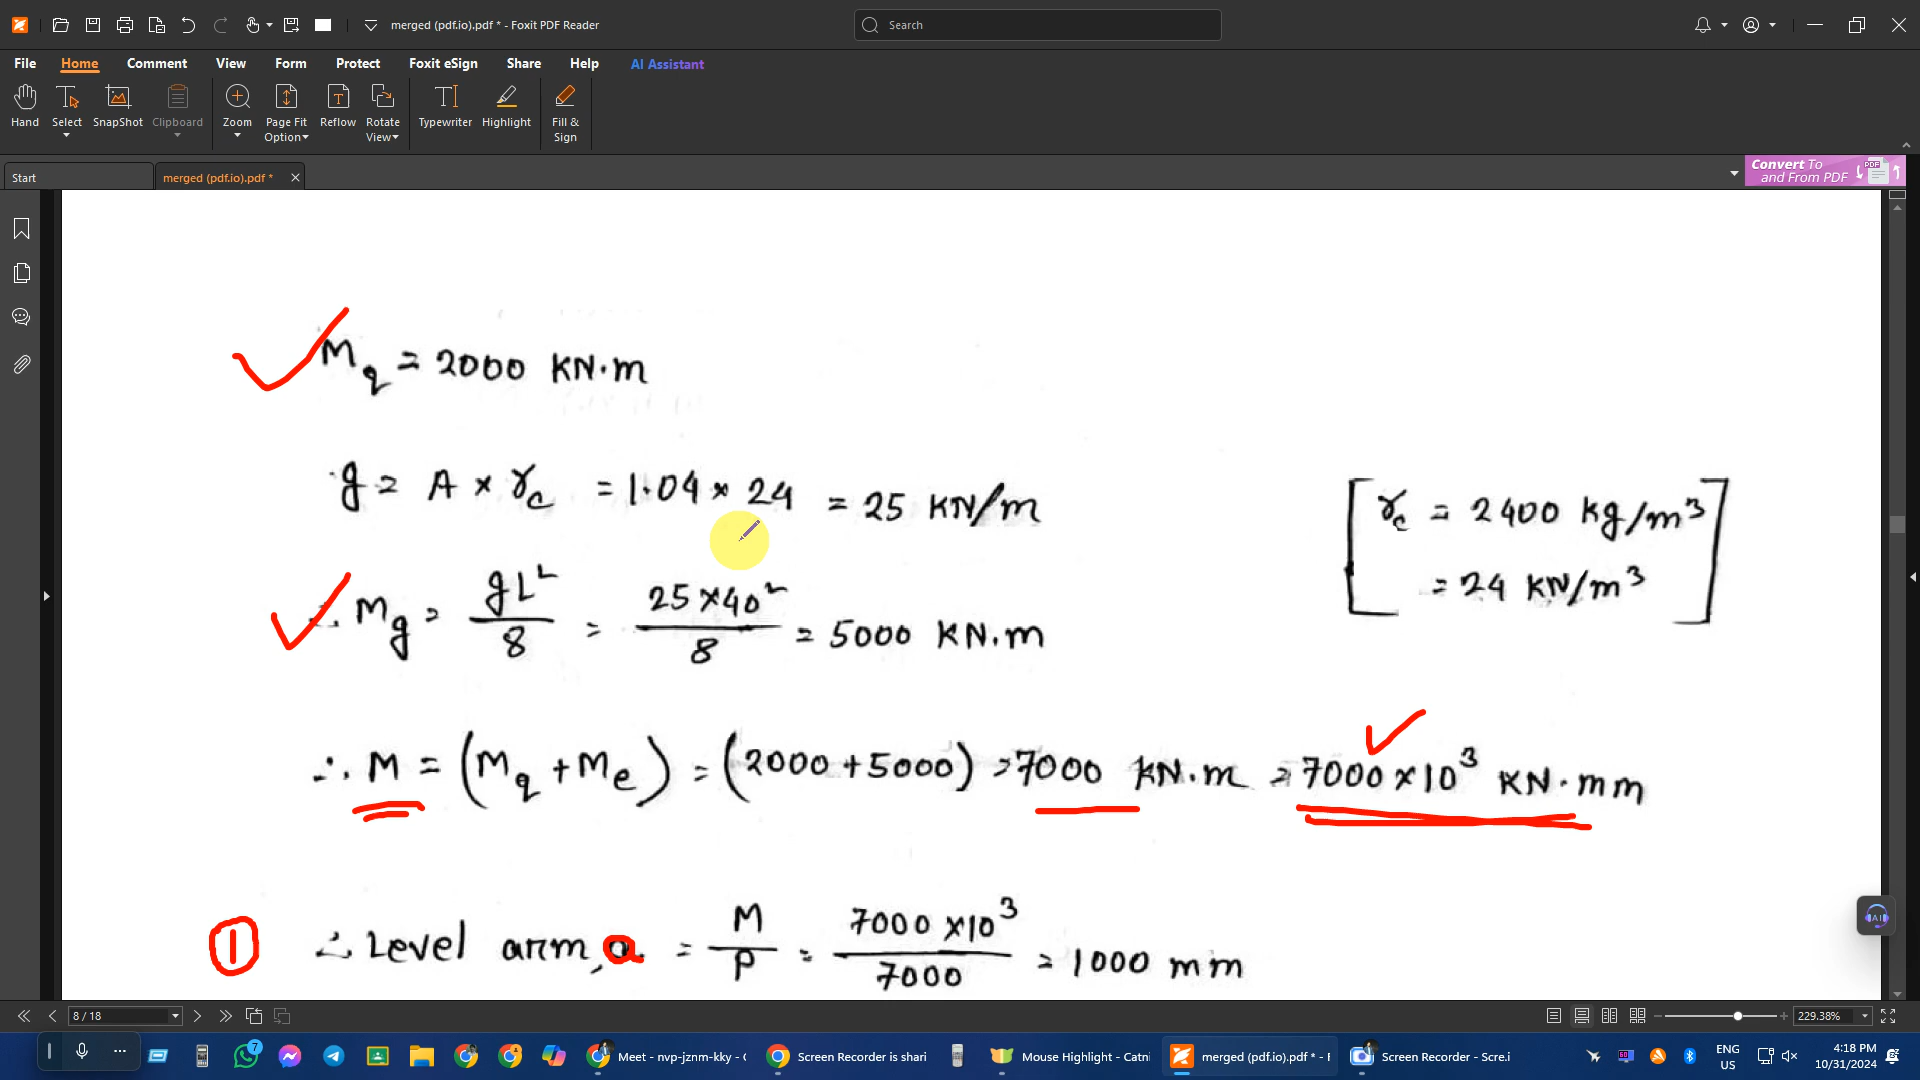 merged (pdf.io).pdf * - Foxit PDF Reader
Search
File Home Comment View Form Protect Foxit eSign Share Help AI Assistant
Hand Select SnapShot Clipboard Zoom Page Fit Option Reflow Rotate View Typewriter Highlight Fill & Sign
Start
merged (pdf.io).pdf *
Convert To and From PDF
PDF
Mq = 2000 KN.m
g = A × γc = 1.04 × 24 = 25 KN/m
[γc = 2400 kg/m³
= 24 KN/m³]
∴ Mg = gL²/8 = 25×40²/8 = 5000 KN.m
∴ M = (Mq + Me) = (2000+5000) = 7000 KN.m = 7000×10³ KN.mm
① ∴ Level arm, a = M/P = 7000×10³/7000 = 1000 mm
AI
8 / 18
229.38%
7
Meet - nvp-jznm-kky - (
Screen Recorder is shari
Mouse Highlight - Catni
merged (pdf.io).pdf * - F
Screen Recorder - Scre.i
60
ENG
US
4:18 PM
10/31/2024